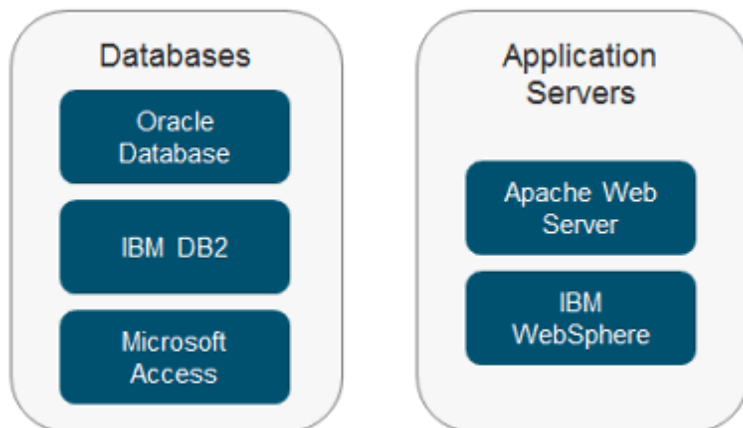 Databases
Oracle
Database
IBM DB2
Microsoft
Access
Application
Servers
Apache Web
Server
IBM
WebSphere